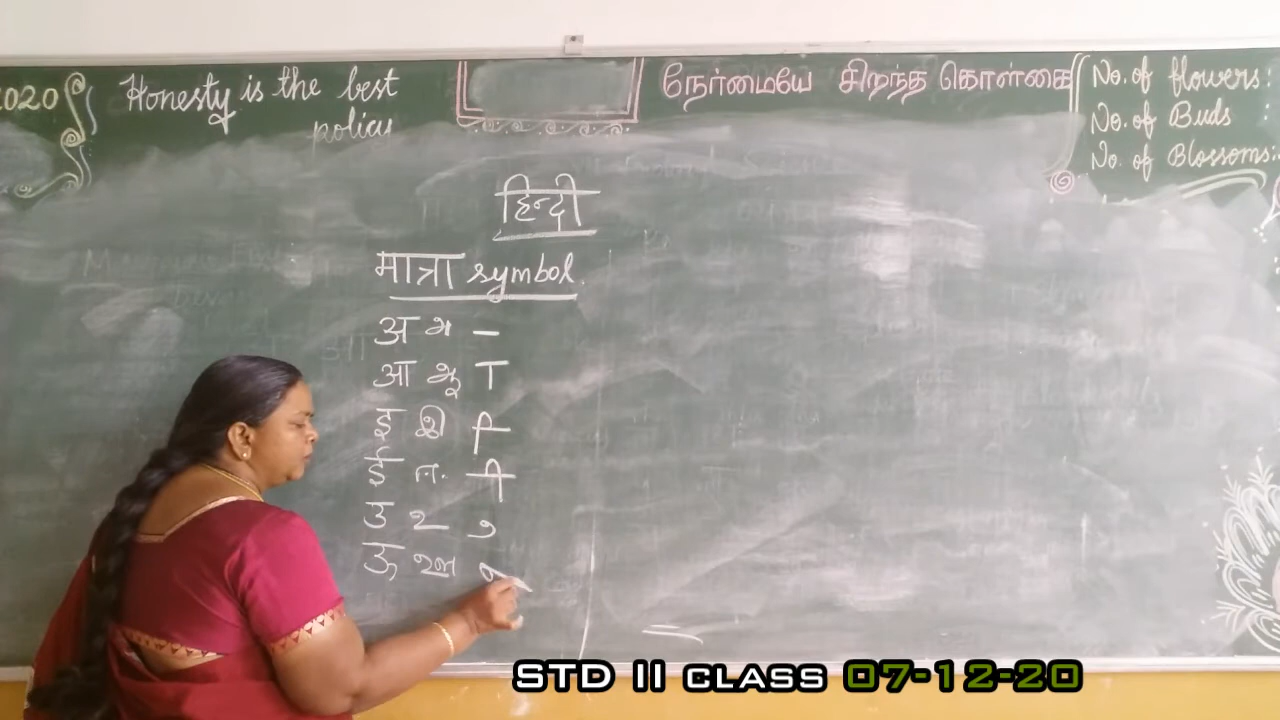 2020
Honesty is the best
policy
நேர்மையே சிறந்த கொள்கை
No. of flowers:
No. of Buds :
No. of Blossoms:
हिन्दी
मात्रा symbol.
अ அ –
आ ஆ ा
इ இ ि
ई ஈ ी
उ உ ु
ऊ ஊ ू
STD II CLASS 07-12-20